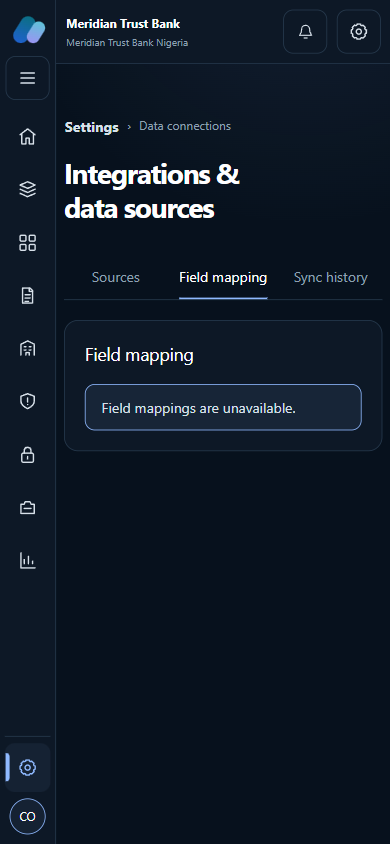 Meridian Trust Bank
Meridian Trust Bank Nigeria
Settings › Data connections
Integrations &
data sources
Sources Field mapping Sync history
Field mapping
Field mappings are unavailable.
CO